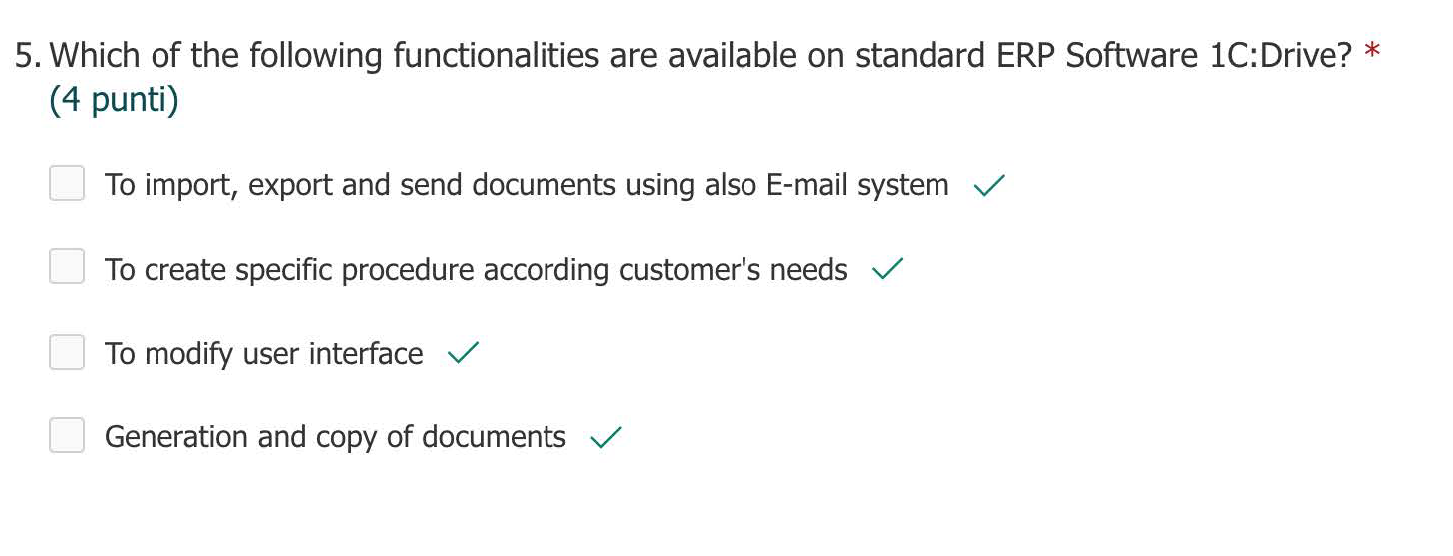 5. Which of the following functionalities are available on standard ERP Software 1C:Drive? *
(4 punti)
To import, export and send documents using also E-mail system
To create specific procedure according customer's needs
To modify user interface
Generation and copy of documents